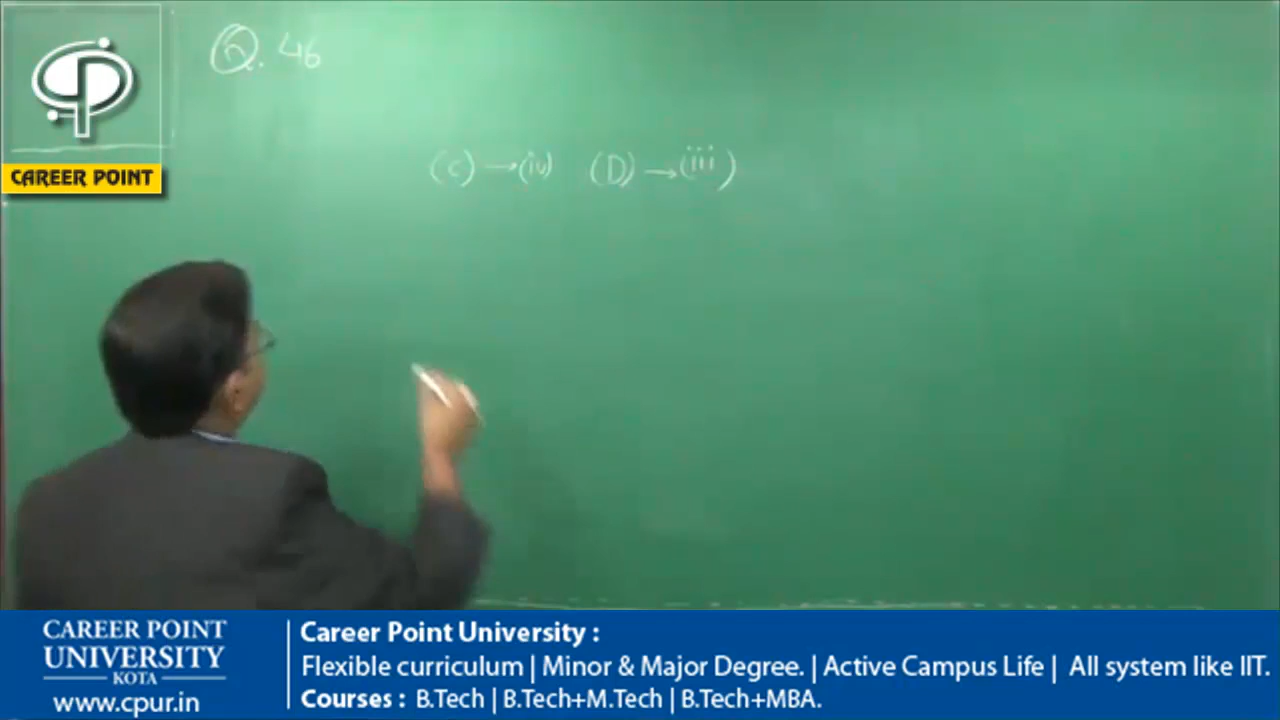 Q. 46
(C) → (iv) (D) → (iii)
CP
CAREER POINT
CAREER POINT
UNIVERSITY
KOTA
www.cpur.in
Career Point University :
Flexible curriculum | Minor & Major Degree. | Active Campus Life | All system like IIT.
Courses : B.Tech | B.Tech+M.Tech | B.Tech+MBA.